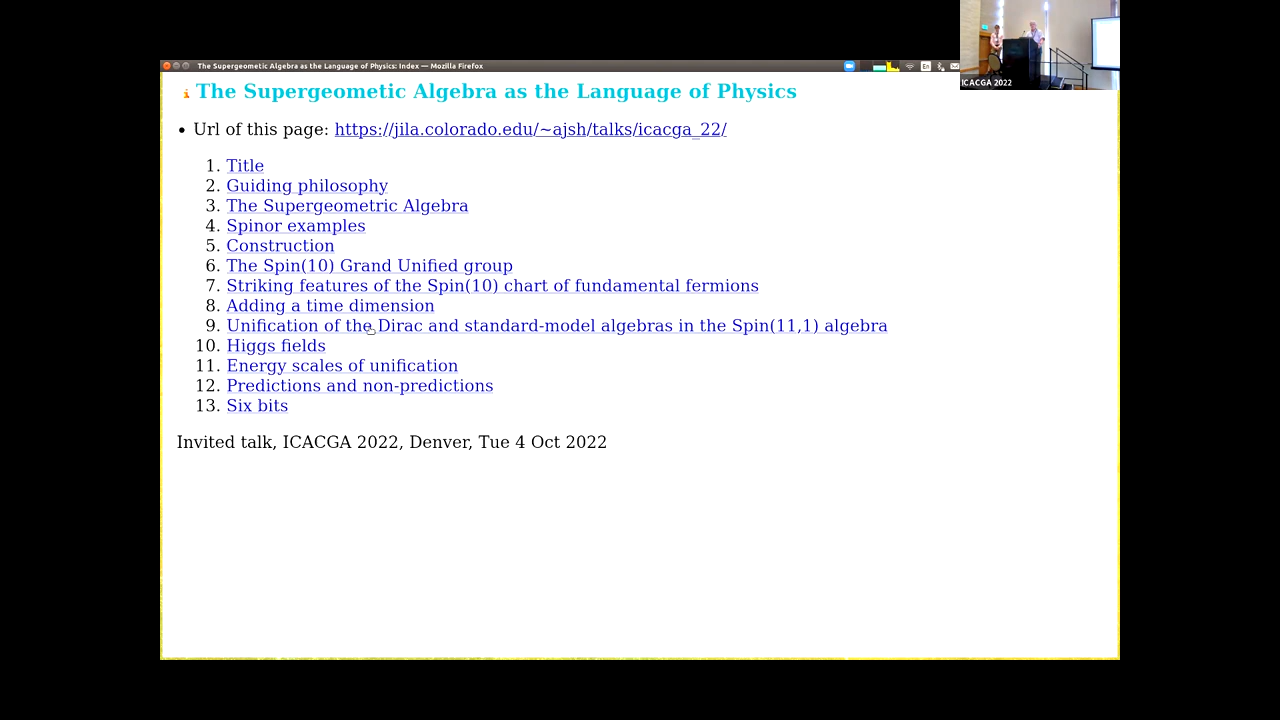 The Supergeometic Algebra as the Language of Physics: Index — Mozilla Firefox
En
ICACGA 2022
The Supergeometic Algebra as the Language of Physics
• Url of this page: https://jila.colorado.edu/~ajsh/talks/icacga_22/
1. Title
2. Guiding philosophy
3. The Supergeometric Algebra
4. Spinor examples
5. Construction
6. The Spin(10) Grand Unified group
7. Striking features of the Spin(10) chart of fundamental fermions
8. Adding a time dimension
9. Unification of the Dirac and standard-model algebras in the Spin(11,1) algebra
10. Higgs fields
11. Energy scales of unification
12. Predictions and non-predictions
13. Six bits
Invited talk, ICACGA 2022, Denver, Tue 4 Oct 2022